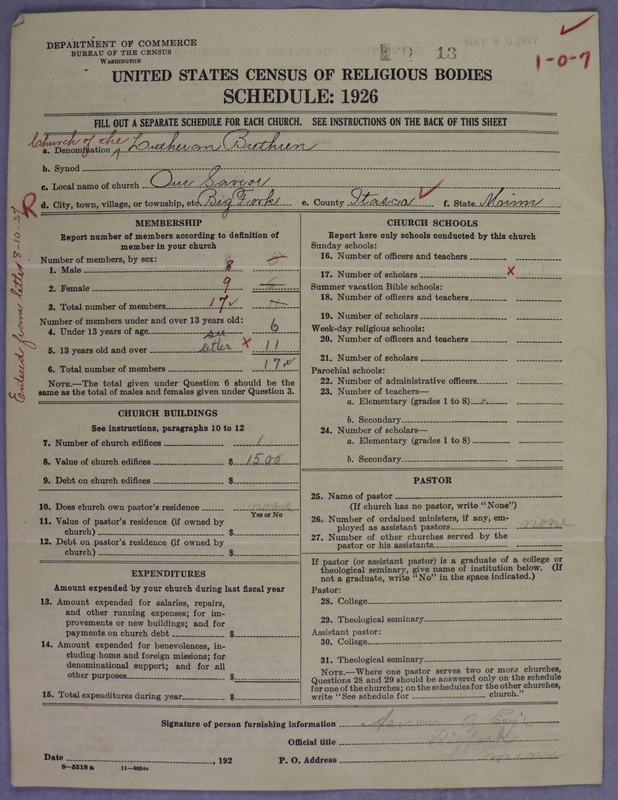 DEPARTMENT OF COMMERCE
BUREAU OF THE CENSUS
WASHINGTON
MAY 1927
13
1-0-7
UNITED STATES CENSUS OF RELIGIOUS BODIES
SCHEDULE: 1926
FILL OUT A SEPARATE SCHEDULE FOR EACH CHURCH. SEE INSTRUCTIONS ON THE BACK OF THIS SHEET
Church of the
a. Denomination Lutheran Brethren
b. Synod
c. Local name of church Our Savior
d. City, town, village, or township, etc Big Fork e. County Itasca f. State Minn
Entered from letter 8-10-27
MEMBERSHIP
Report number of members according to definition of
member in your church
Number of members, by sex:
1. Male 8
2. Female 9
3. Total number of members 17
Number of members under and over 13 years old:
4. Under 13 years of age 6
see
5. 13 years old and over letter x 11
6. Total number of members 17
NOTE.—The total given under Question 6 should be
same as the total of males and females given under Question 3.
CHURCH BUILDINGS
See instructions, paragraphs 10 to 12
7. Number of church edifices 1
8. Value of church edifices $ 1500
9. Debt on church edifices $
10. Does church own pastor's residence
Yes or No
11. Value of pastor's residence (if owned by
church) $
12. Debt on pastor's residence (if owned by
church) $
EXPENDITURES
Amount expended by your church during last fiscal year
13. Amount expended for salaries, repairs,
and other running expenses; for im-
provements or new buildings; and for
payments on church debt $
14. Amount expended for benevolences, in-
cluding home and foreign missions; for
denominational support; and for all
other purposes $
15. Total expenditures during year $
CHURCH SCHOOLS
Report here only schools conducted by this church
Sunday schools:
16. Number of officers and teachers
17. Number of scholars x
Summer vacation Bible schools:
18. Number of officers and teachers
19. Number of scholars
Week-day religious schools:
20. Number of officers and teachers
21. Number of scholars
Parochial schools:
22. Number of administrative officers
23. Number of teachers—
a. Elementary (grades 1 to 8)
b. Secondary
24. Number of scholars—
a. Elementary (grades 1 to 8)
b. Secondary
PASTOR
25. Name of pastor
(If church has no pastor, write "None")
26. Number of ordained ministers, if any, em-
ployed as assistant pastors none
27. Number of other churches served by the
pastor or his assistants
If pastor (or assistant pastor) is a graduate of a college or
theological seminary, give name of institution below. (If
not a graduate, write "No" in the space indicated.)
Pastor:
28. College
29. Theological seminary
Assistant pastor:
30. College
31. Theological seminary
NOTE.—Where one pastor serves two or more churches,
Questions 28 and 29 should be answered only on the schedule
for one of the churches; on the schedules for the other churches,
write "See schedule for church."
Signature of person furnishing information
Official title
Date , 192 P. O. Address
8—5518 a